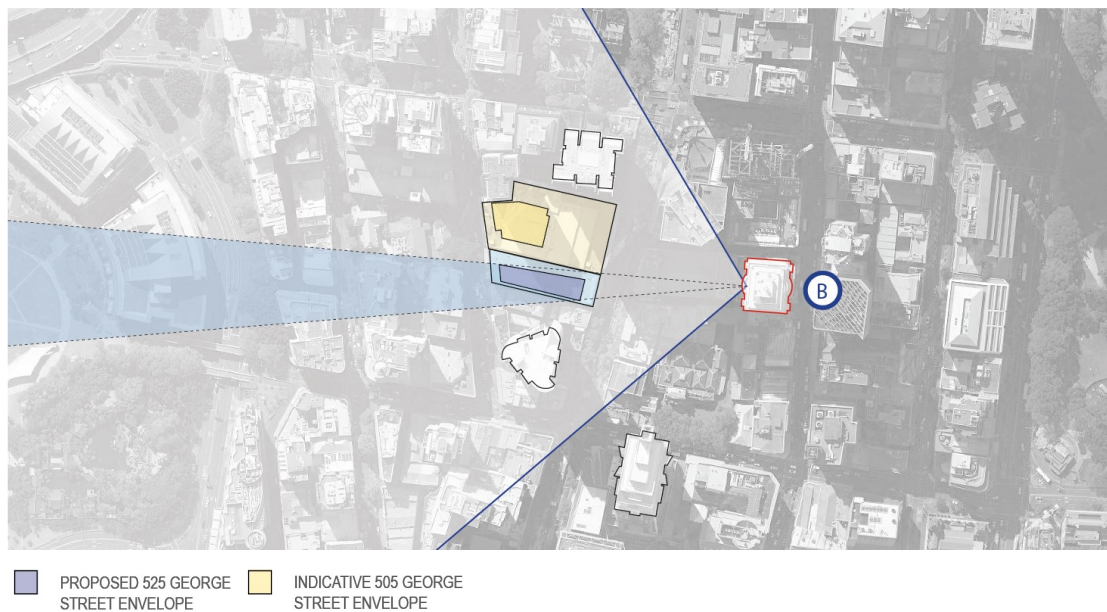 B
PROPOSED 525 GEORGE
STREET ENVELOPE
INDICATIVE 505 GEORGE
STREET ENVELOPE